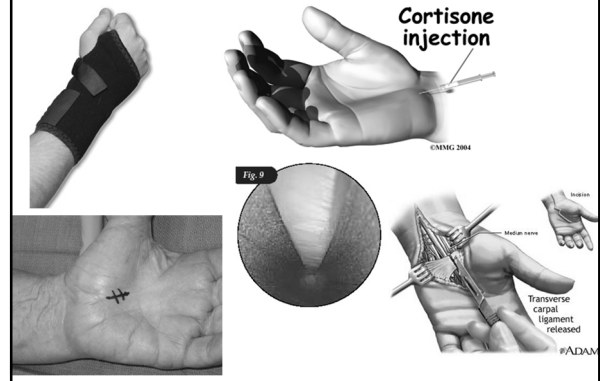 Cortisone
injection
©MMG 2004
Fig. 9
Incision
Median nerve
Transverse
carpal
ligament
released
ADAM